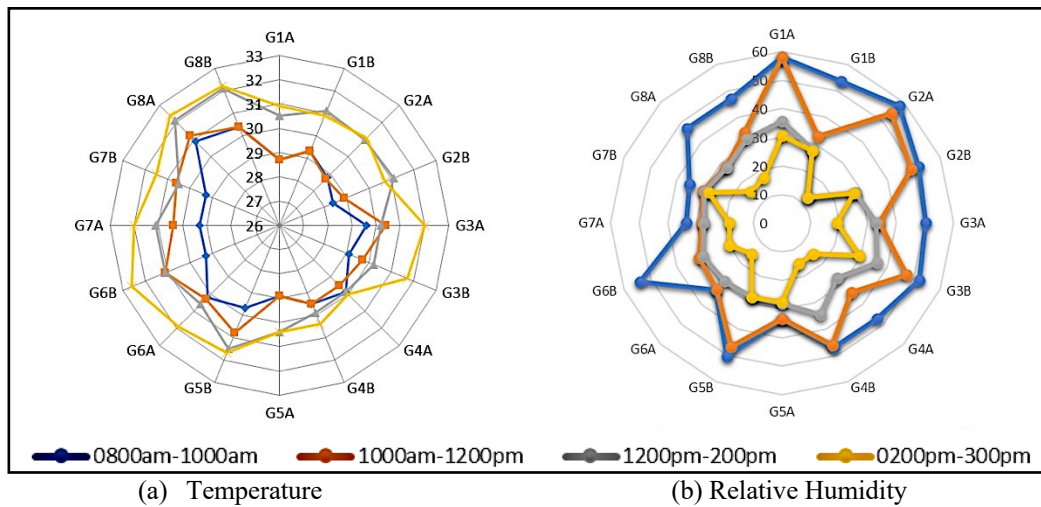 G1A
G1B
G2A
G2B
G3A
G3B
G4A
G4B
G5A
G5B
G6A
G6B
G7A
G7B
G8A
G8B
33
32
31
30
29
28
27
26
G1A
G1B
G2A
G2B
G3A
G3B
G4A
G4B
G5A
G5B
G6A
G6B
G7A
G7B
G8A
G8B
60
50
40
30
20
10
0
0800am-1000am 1000am-1200pm 1200pm-200pm 0200pm-300pm
(a) Temperature (b) Relative Humidity